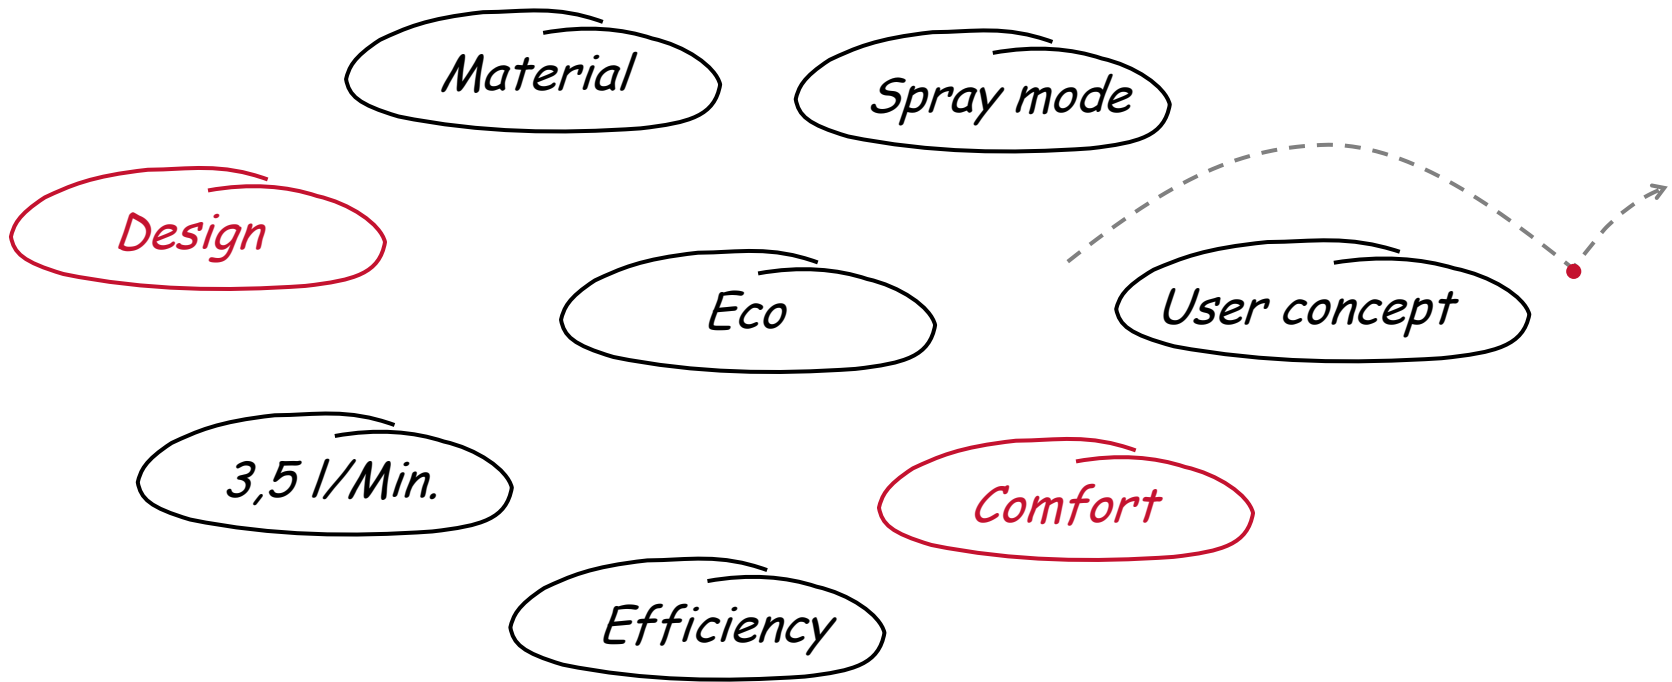 Material
Spray mode
Design
Eco
User concept
3,5 l/Min.
Comfort
Efficiency